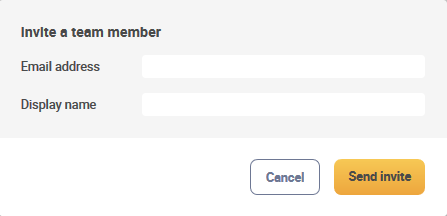 Invite a team member
Email address
Display name
Cancel
Send invite